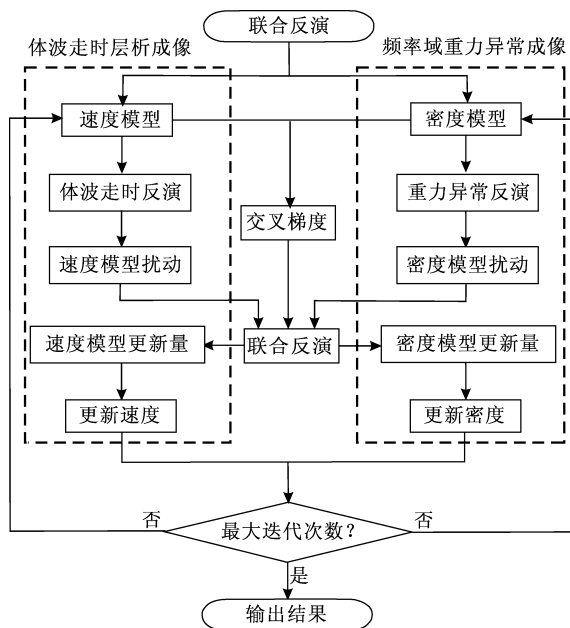 联合反演
体波走时层析成像
频率域重力异常成像
速度模型
密度模型
体波走时反演
重力异常反演
交叉梯度
速度模型扰动
密度模型扰动
速度模型更新量
联合反演
密度模型更新量
更新速度
更新密度
否
最大迭代次数？
否
是
输出结果